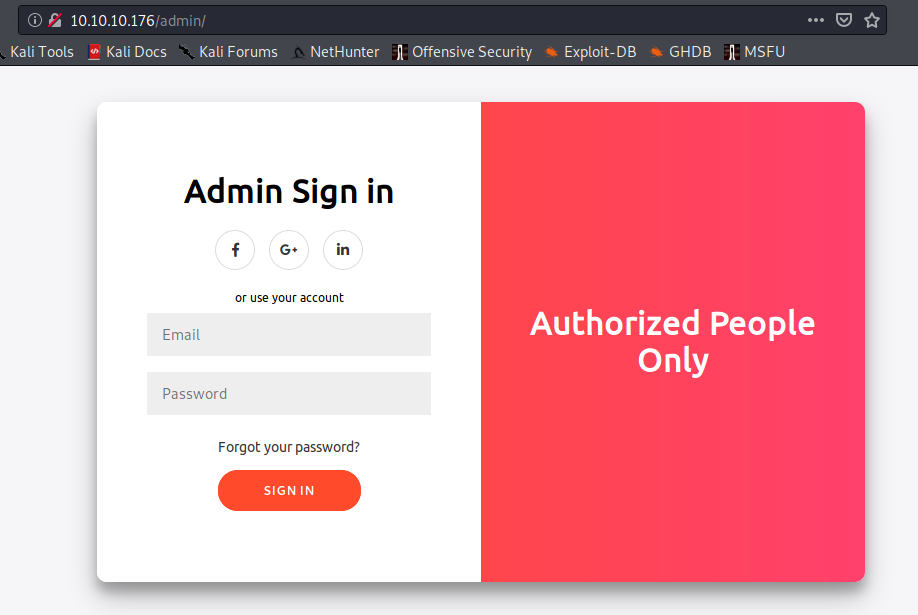 10.10.10.176/admin/
Kali Tools Kali Docs Kali Forums NetHunter Offensive Security Exploit-DB GHDB MSFU
Admin Sign in
f G+ in
or use your account
Email
Password
Forgot your password?
SIGN IN
Authorized People
Only